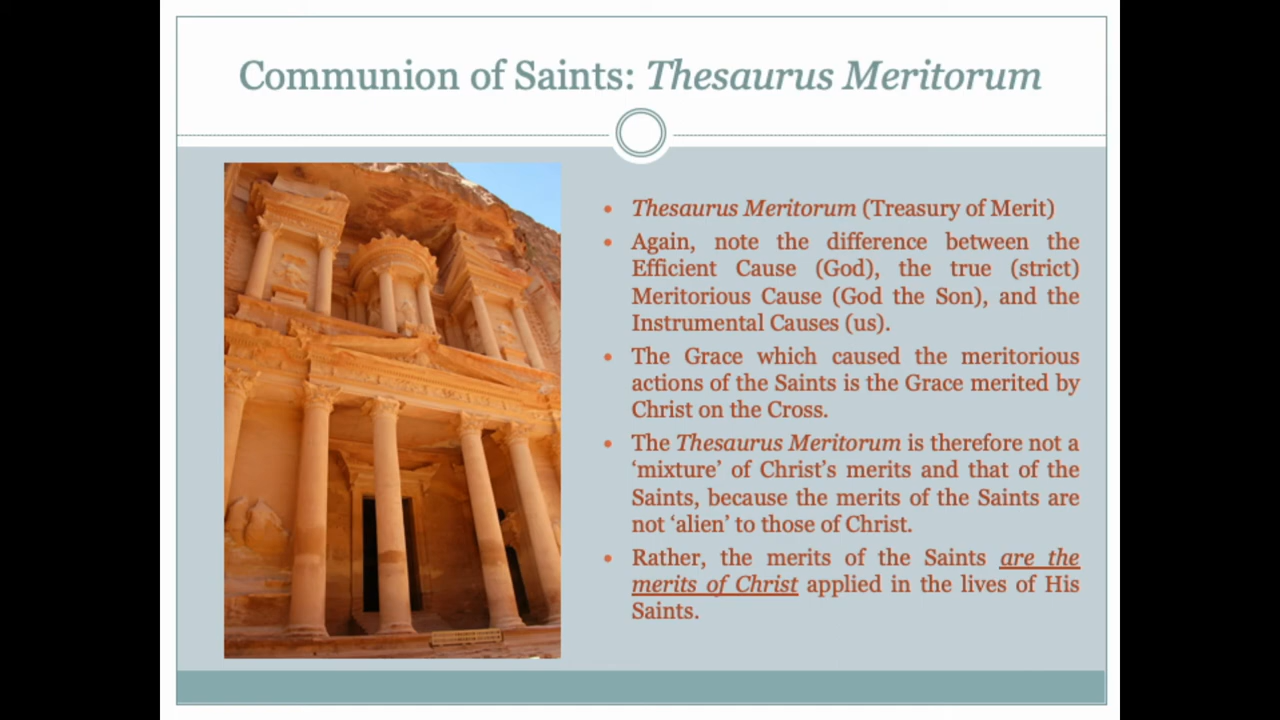 Communion of Saints: Thesaurus Meritorum
• Thesaurus Meritorum (Treasury of Merit)
• Again, note the difference between the
Efficient Cause (God), the true (strict)
Meritorious Cause (God the Son), and the
Instrumental Causes (us).
• The Grace which caused the meritorious
actions of the Saints is the Grace merited by
Christ on the Cross.
• The Thesaurus Meritorum is therefore not a
‘mixture’ of Christ’s merits and that of the
Saints, because the merits of the Saints are
not ‘alien’ to those of Christ.
• Rather, the merits of the Saints are the
merits of Christ applied in the lives of His
Saints.